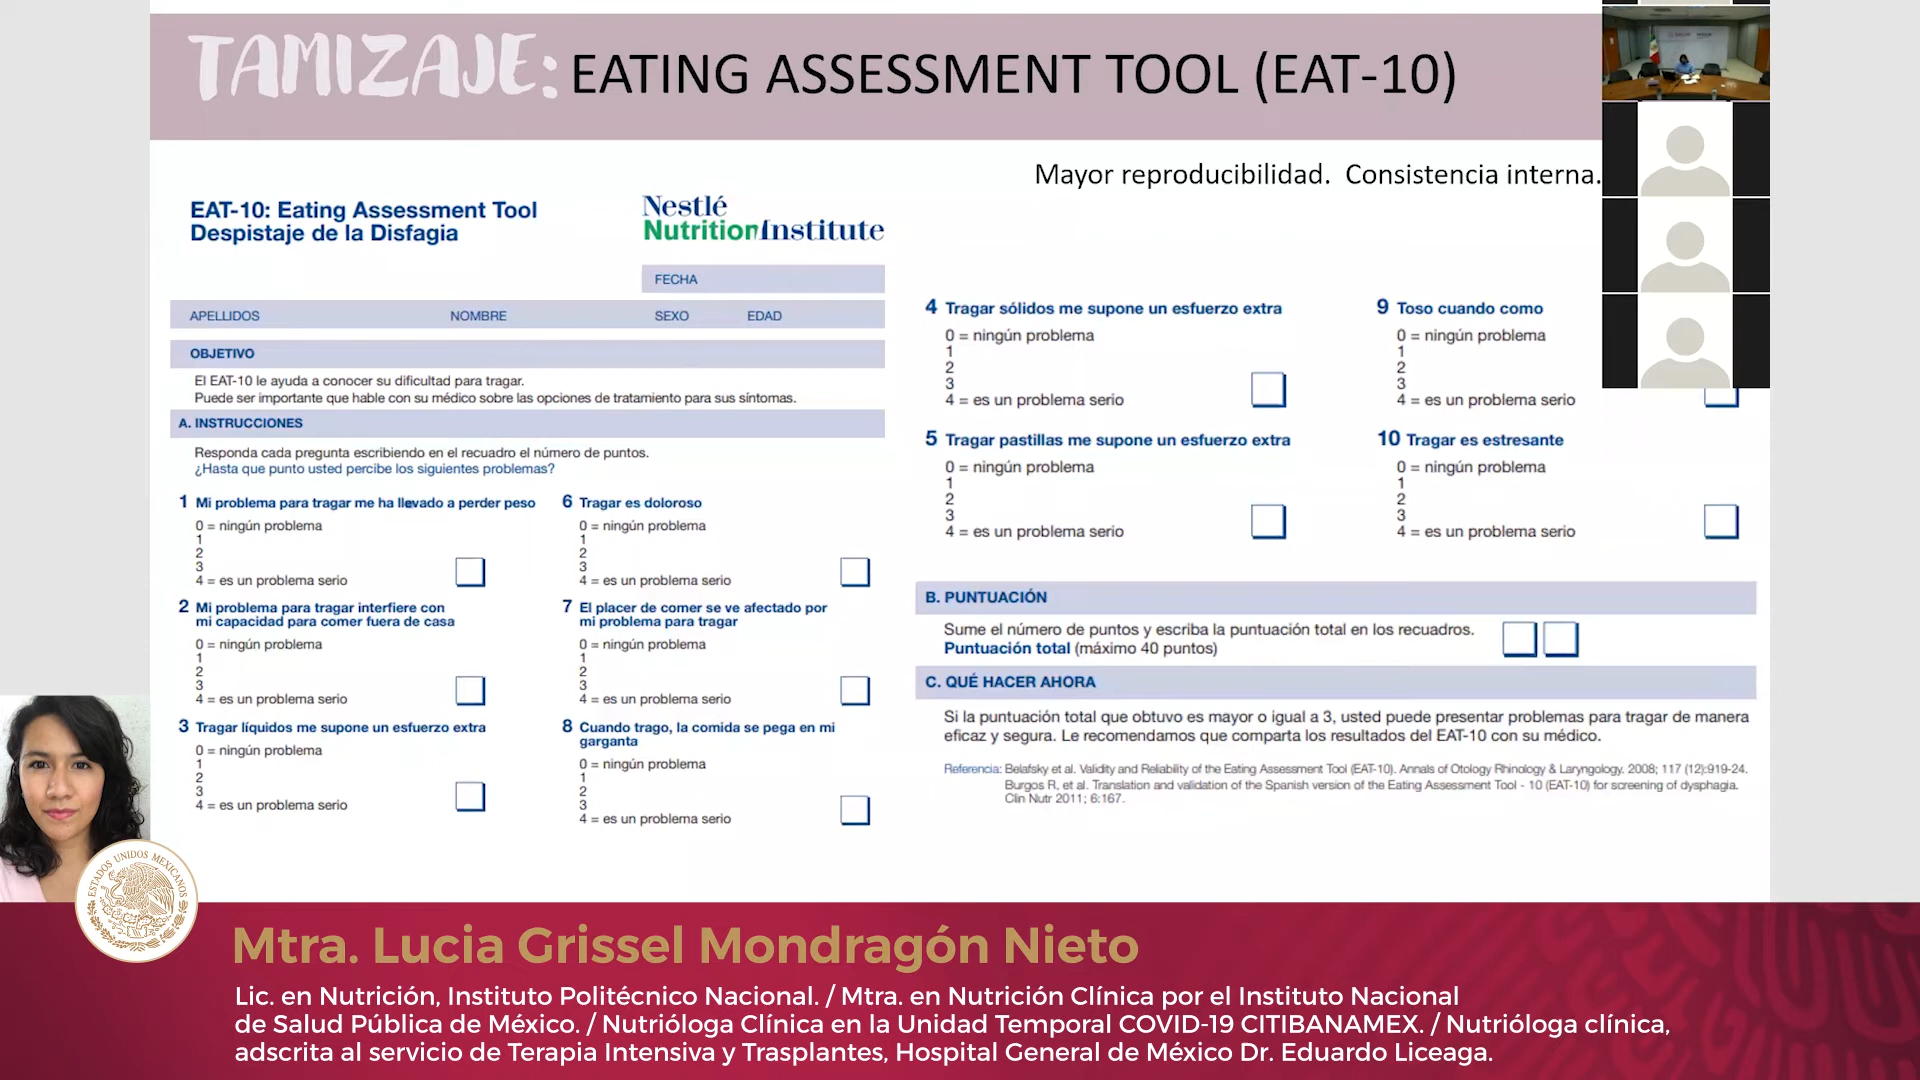 TAMIZAJE: EATING ASSESSMENT TOOL (EAT-10)
Mayor reproducibilidad. Consistencia interna.
EAT-10: Eating Assessment Tool
Despistaje de la Disfagia
Nestlé
NutritionInstitute
FECHA
APELLIDOS NOMBRE SEXO EDAD
OBJETIVO
El EAT-10 le ayuda a conocer su dificultad para tragar.
Puede ser importante que hable con su médico sobre las opciones de tratamiento para sus síntomas.
A. INSTRUCCIONES
Responda cada pregunta escribiendo en el recuadro el número de puntos.
¿Hasta que punto usted percibe los siguientes problemas?
1 Mi problema para tragar me ha llevado a perder peso
0 = ningún problema
1
2
3
4 = es un problema serio
2 Mi problema para tragar interfiere con
mi capacidad para comer fuera de casa
0 = ningún problema
1
2
3
4 = es un problema serio
3 Tragar líquidos me supone un esfuerzo extra
0 = ningún problema
1
2
3
4 = es un problema serio
6 Tragar es doloroso
0 = ningún problema
1
2
3
4 = es un problema serio
7 El placer de comer se ve afectado por
mi problema para tragar
0 = ningún problema
1
2
3
4 = es un problema serio
8 Cuando trago, la comida se pega en mi
garganta
0 = ningún problema
1
2
3
4 = es un problema serio
4 Tragar sólidos me supone un esfuerzo extra
0 = ningún problema
1
2
3
4 = es un problema serio
5 Tragar pastillas me supone un esfuerzo extra
0 = ningún problema
1
2
3
4 = es un problema serio
9 Toso cuando como
0 = ningún problema
1
2
3
4 = es un problema serio
10 Tragar es estresante
0 = ningún problema
1
2
3
4 = es un problema serio
B. PUNTUACIÓN
Sume el número de puntos y escriba la puntuación total en los recuadros.
Puntuación total (máximo 40 puntos)
C. QUÉ HACER AHORA
Si la puntuación total que obtuvo es mayor o igual a 3, usted puede presentar problemas para tragar de manera
eficaz y segura. Le recomendamos que comparta los resultados del EAT-10 con su médico.
Referencia: Belafsky et al. Validity and Reliability of the Eating Assessment Tool (EAT-10). Annals of Otology Rhinology & Laryngology. 2008; 117 (12):919-24.
Burgos R, et al. Translation and validation of the Spanish version of the Eating Assessment Tool - 10 (EAT-10) for screening of dysphagia.
Clin Nutr 2011; 6:167.
ESTADOS UNIDOS MEXICANOS
Mtra. Lucia Grissel Mondragón Nieto
Lic. en Nutrición, Instituto Politécnico Nacional. / Mtra. en Nutrición Clínica por el Instituto Nacional
de Salud Pública de México. / Nutrióloga Clínica en la Unidad Temporal COVID-19 CITIBANAMEX. / Nutrióloga clínica,
adscrita al servicio de Terapia Intensiva y Trasplantes, Hospital General de México Dr. Eduardo Liceaga.